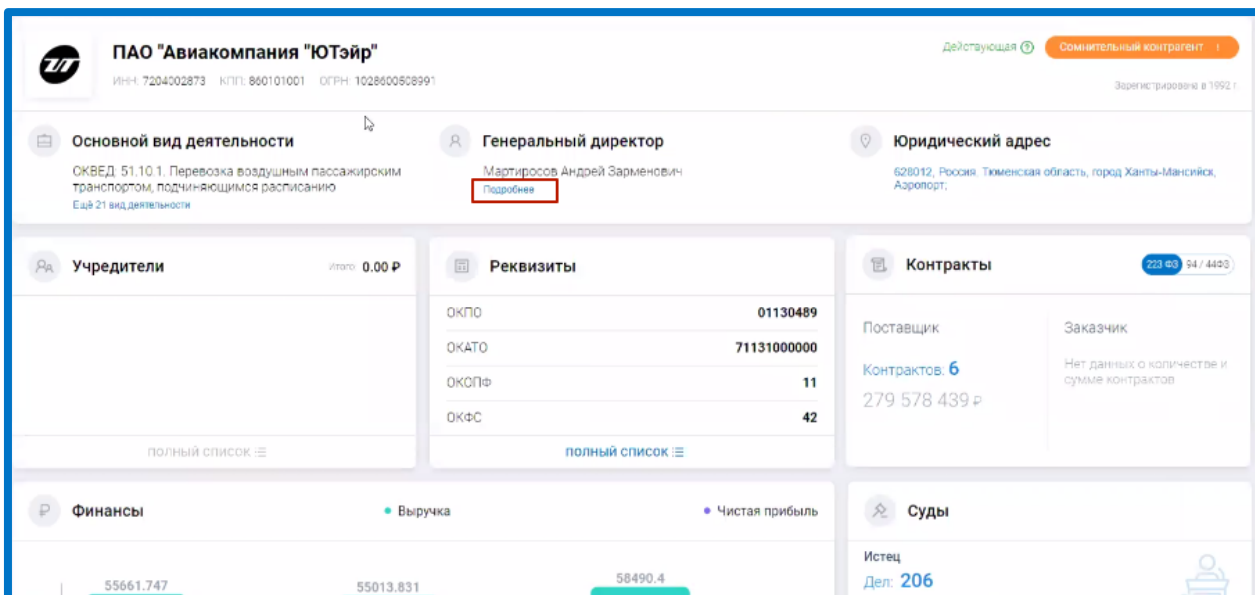 ПАО "Авиакомпания "ЮТэйр"
ИНН: 7204002873 КПП: 860101001 ОГРН: 1028600508991
Действующая ?
Сомнительный контрагент
Зарегистрирована в 1992 г.
Основной вид деятельности
ОКВЕД: 51.10.1. Перевозка воздушным пассажирским
транспортом, подчиняющимся расписанию
Ещё 21 вид деятельности
Генеральный директор
Мартиросов Андрей Зарменович
Подробнее
Юридический адрес
628012, Россия, Тюменская область, город Ханты-Мансийск,
Аэропорт;
Учредители
Итого: 0.00 ₽
ПОЛНЫЙ СПИСОК
Реквизиты
ОКПО 01130489
ОКАТО 71131000000
ОКОПФ 11
ОКФС 42
ПОЛНЫЙ СПИСОК
Контракты
223 ФЗ 94 / 44ФЗ
Поставщик
Контрактов: 6
279 578 439 ₽
Заказчик
Нет данных о количестве и
сумме контрактов
Финансы
Выручка
Чистая прибыль
55661.747
55013.831
58490.4
Суды
Истец
Дел: 206